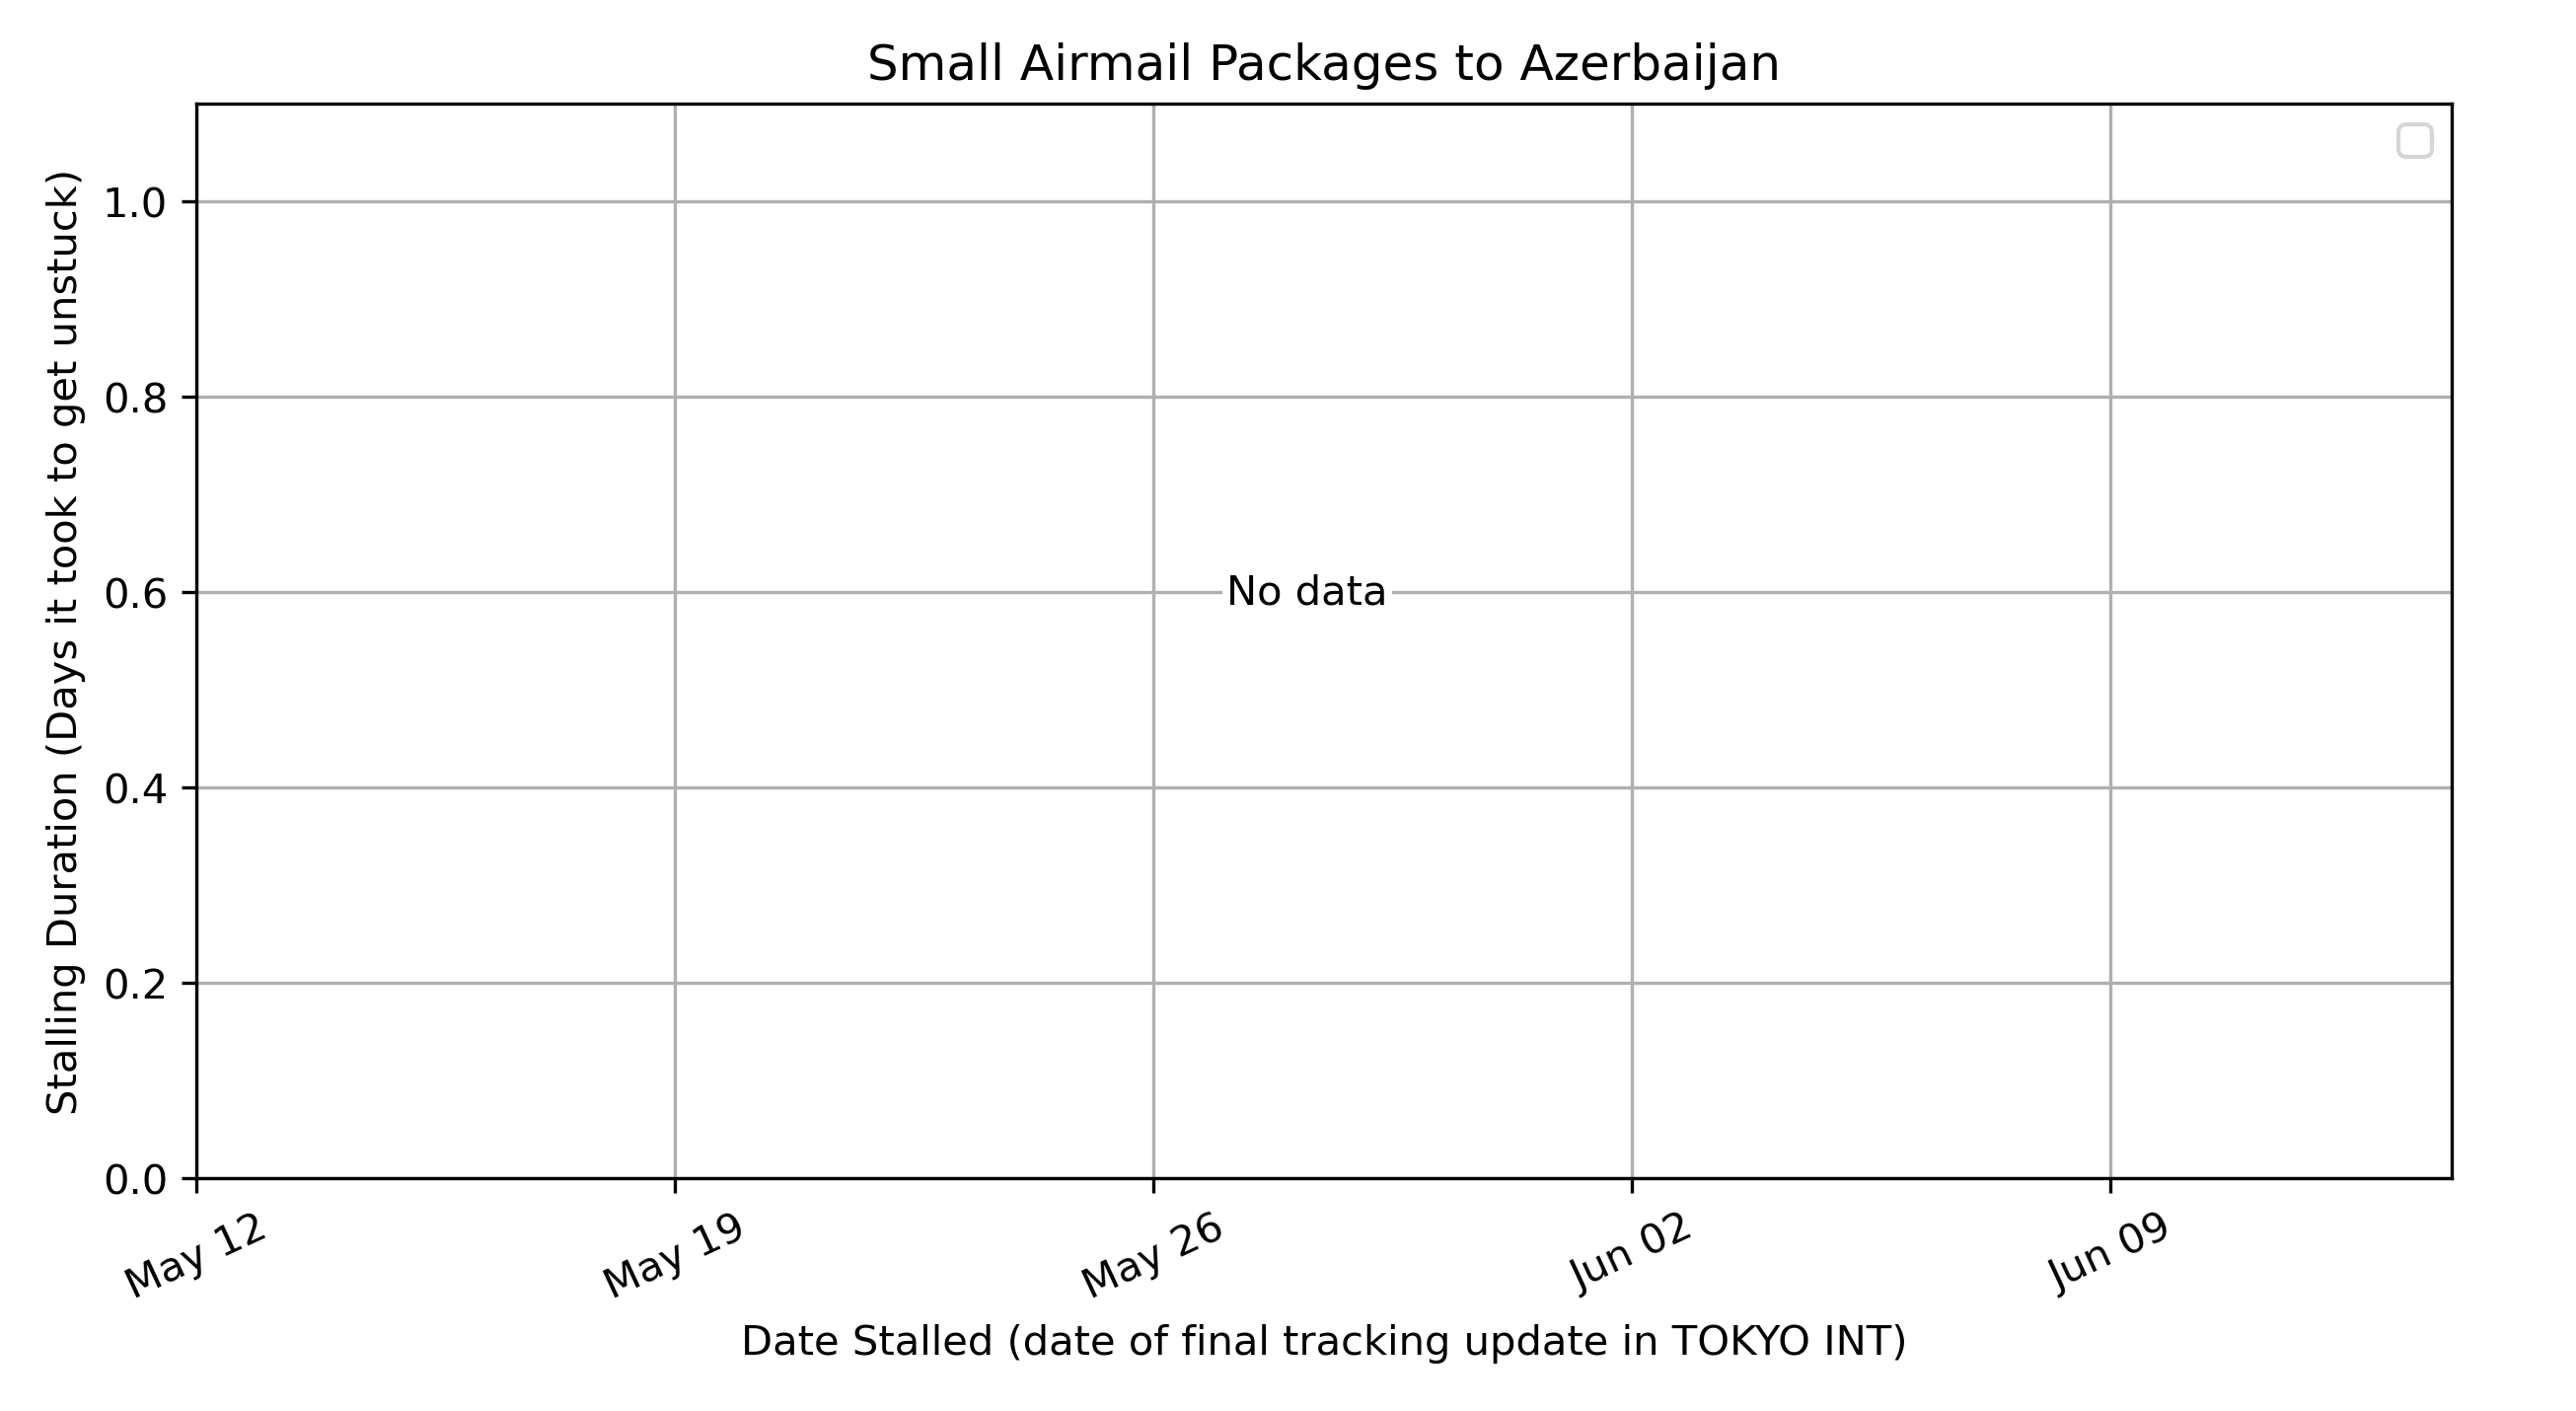 Small Airmail Packages to Azerbaijan
Stalling Duration (Days it took to get unstuck)
1.0
0.8
0.6
0.4
0.2
0.0
No data
May 12
May 19
May 26
Jun 02
Jun 09
Date Stalled (date of final tracking update in TOKYO INT)